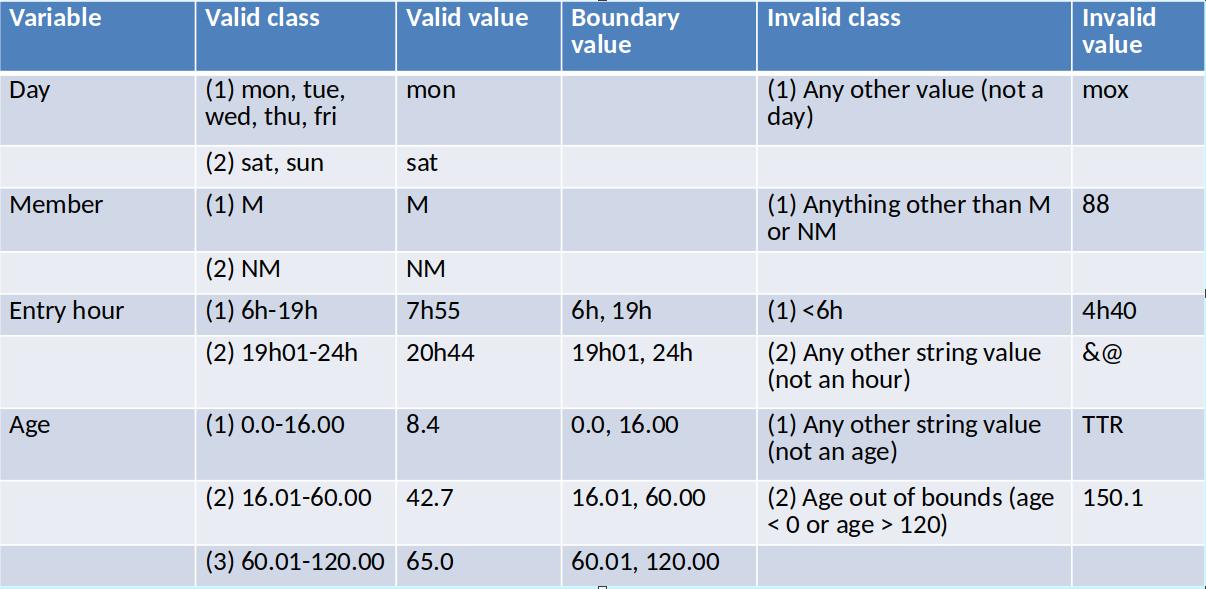 Variable Valid class Valid value Boundary value Invalid class Invalid value
Day (1) mon, tue, wed, thu, fri mon (1) Any other value (not a day) mox
(2) sat, sun sat
Member (1) M M (1) Anything other than M or NM 88
(2) NM NM
Entry hour (1) 6h-19h 7h55 6h, 19h (1) <6h 4h40
(2) 19h01-24h 20h44 19h01, 24h (2) Any other string value (not an hour) &@
Age (1) 0.0-16.00 8.4 0.0, 16.00 (1) Any other string value (not an age) TTR
(2) 16.01-60.00 42.7 16.01, 60.00 (2) Age out of bounds (age < 0 or age > 120) 150.1
(3) 60.01-120.00 65.0 60.01, 120.00